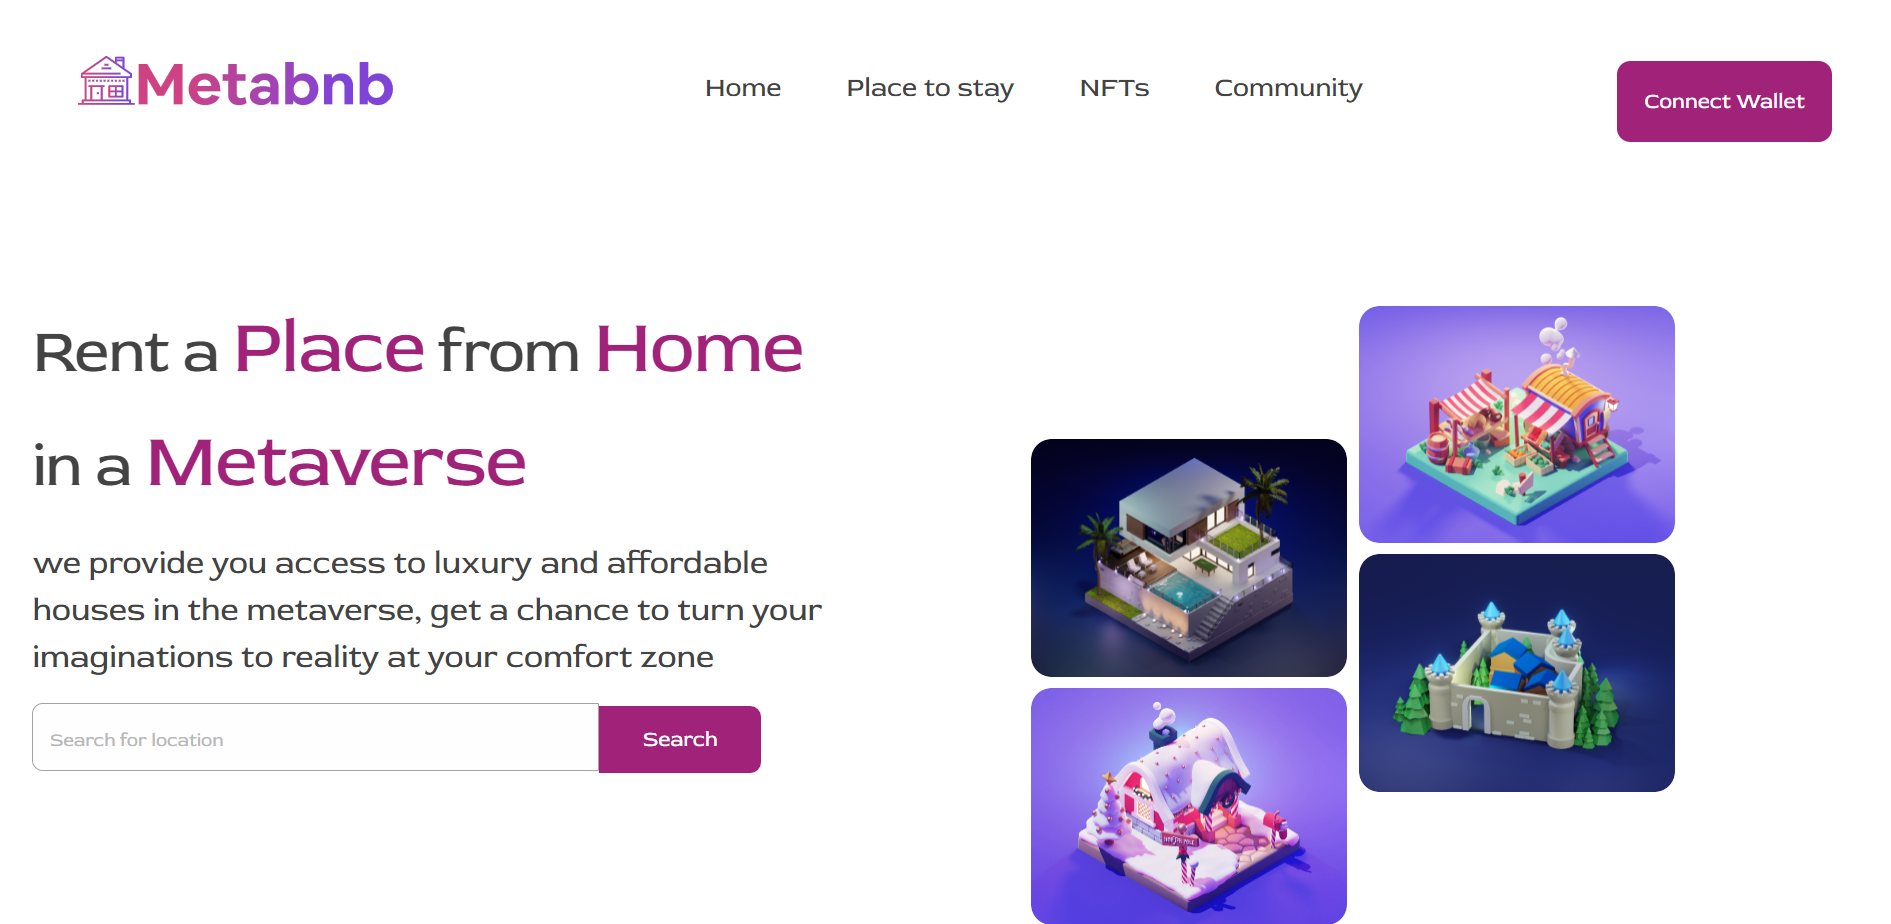 Metabnb
Home
Place to stay
NFTs
Community
Connect Wallet
Rent a Place from Home
in a Metaverse
we provide you access to luxury and affordable
houses in the metaverse, get a chance to turn your
imaginations to reality at your comfort zone
Search for location
Search